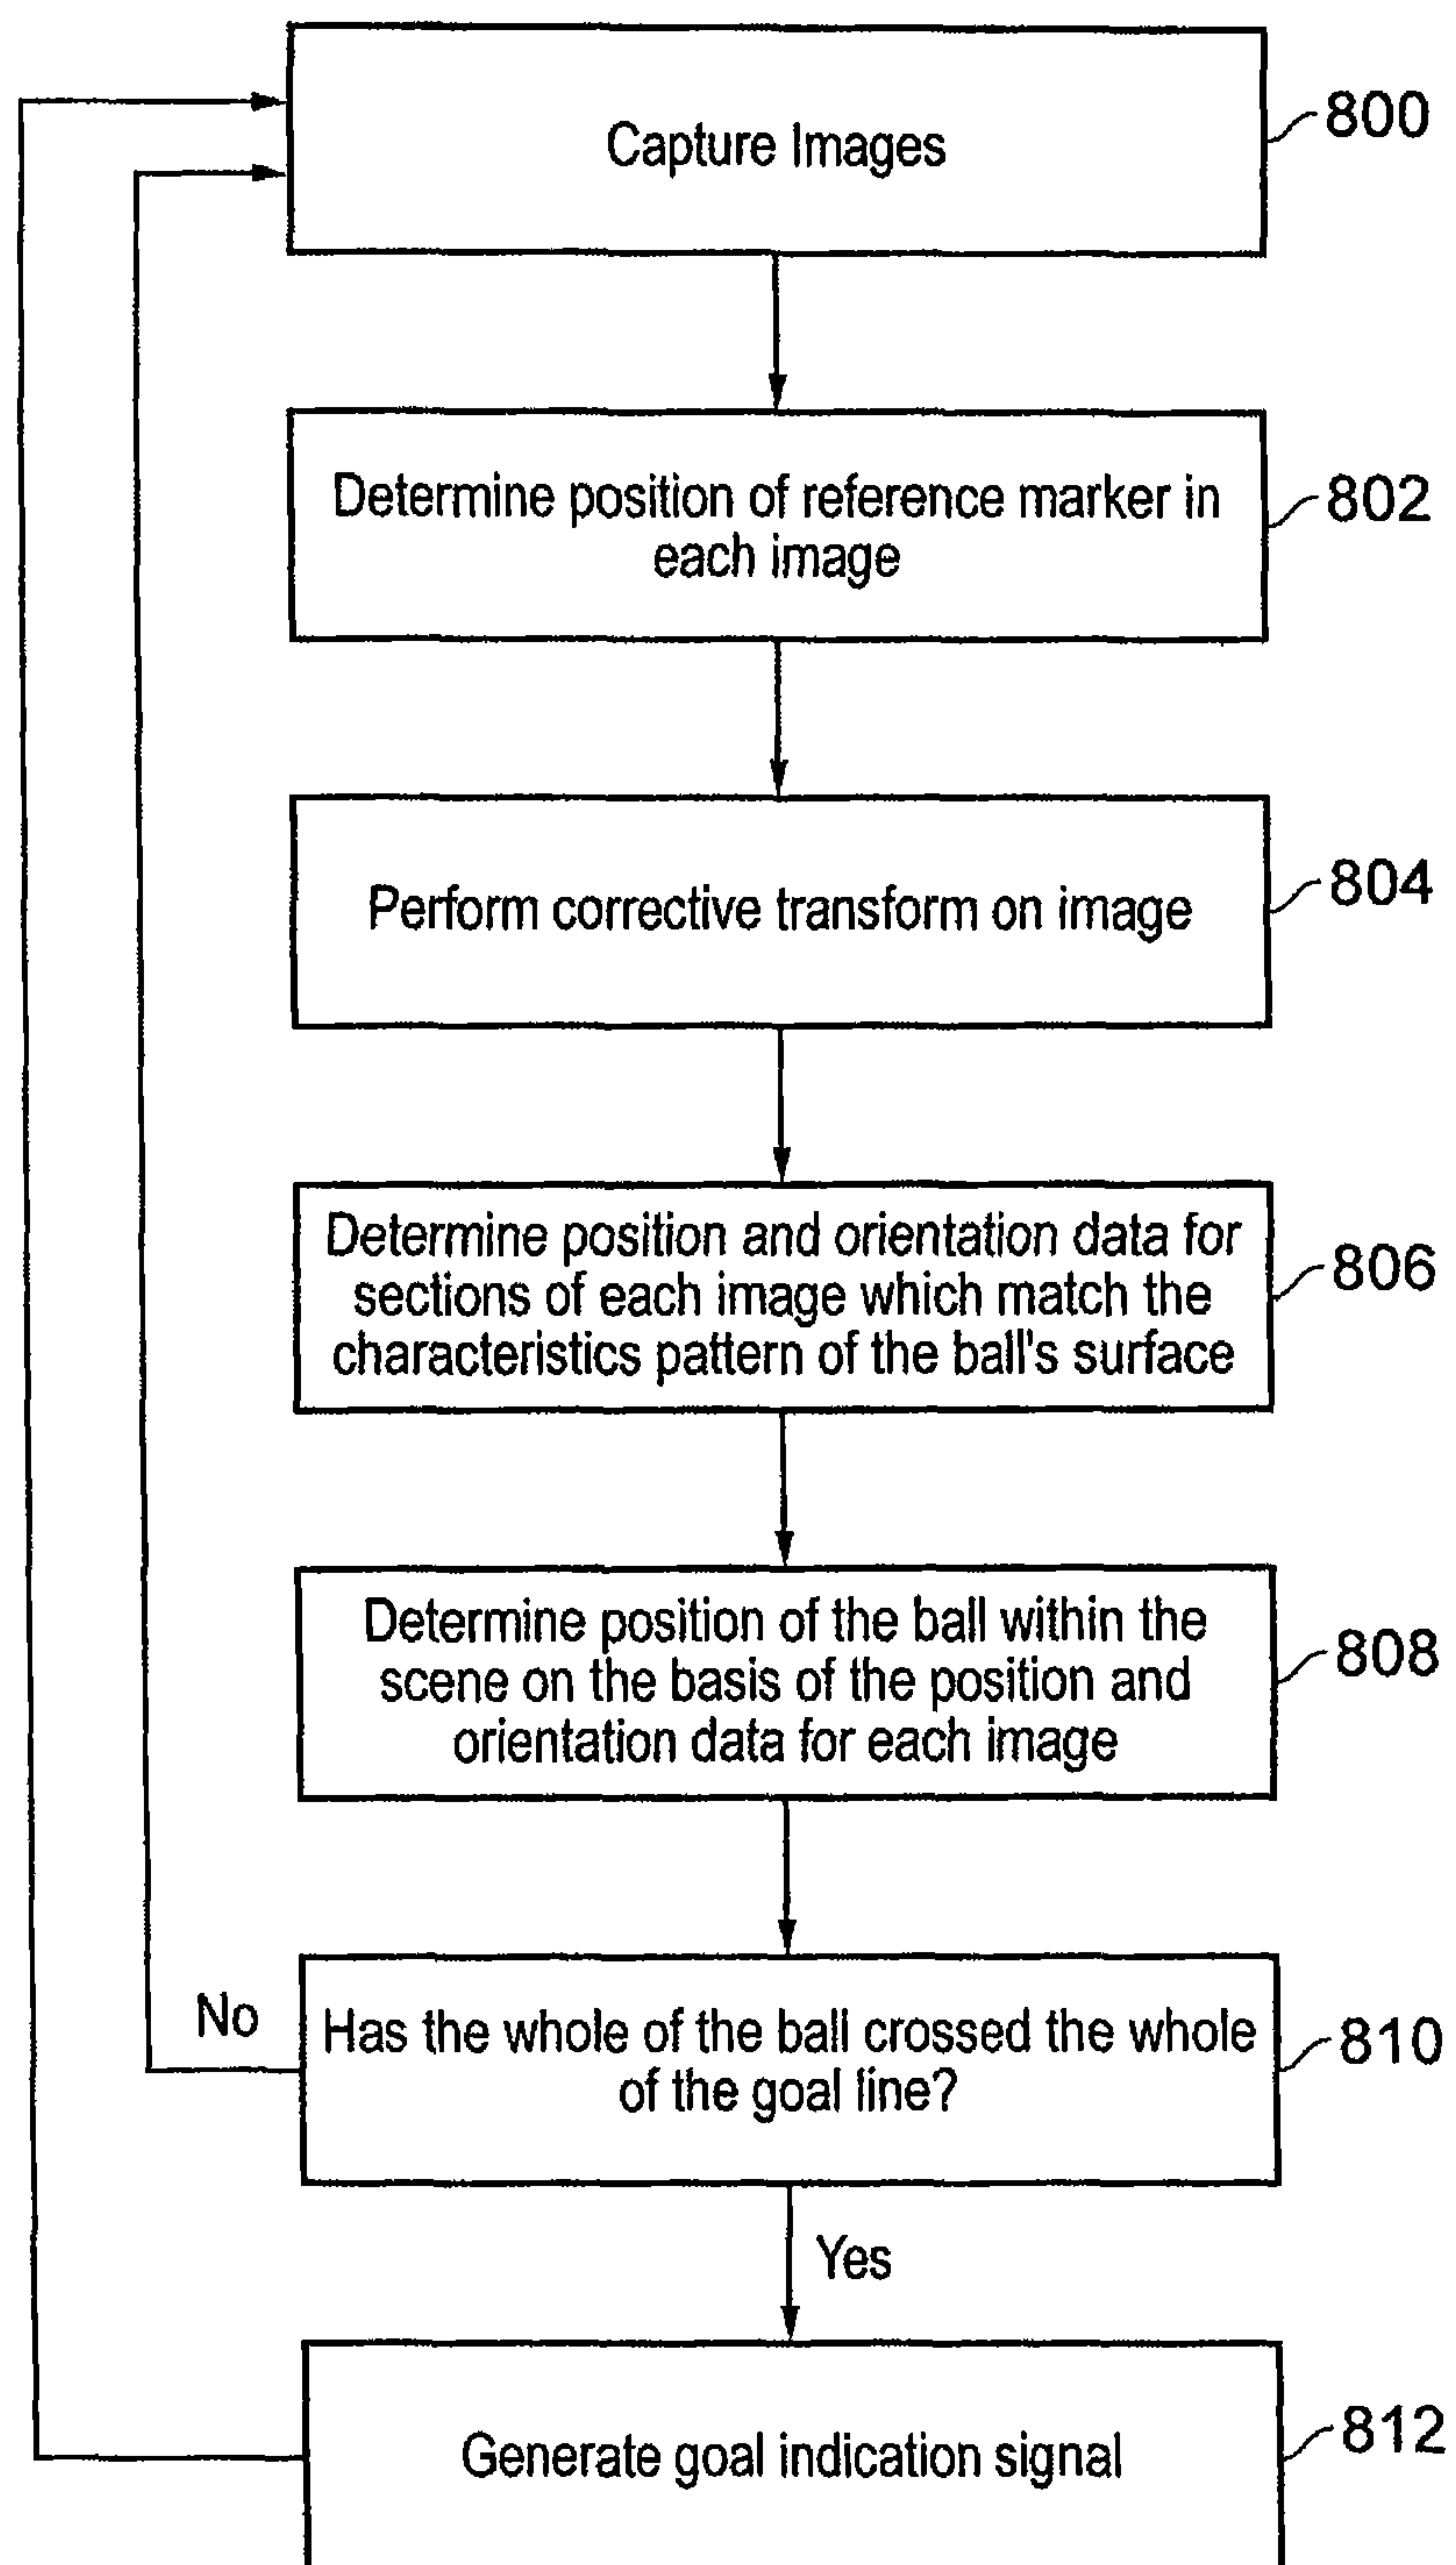 Capture Images
800
Determine position of reference marker in
each image
802
Perform corrective transform on image
804
Determine position and orientation data for
sections of each image which match the
characteristics pattern of the ball's surface
806
Determine position of the ball within the
scene on the basis of the position and
orientation data for each image
808
No
Has the whole of the ball crossed the whole
of the goal line?
810
Yes
Generate goal indication signal
812